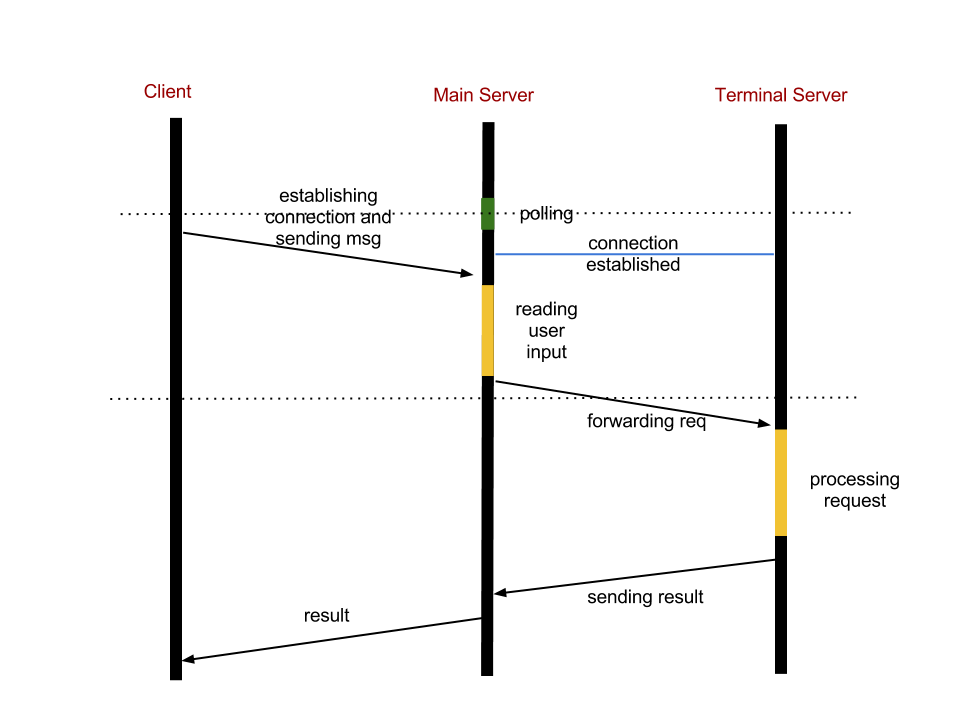 Client
Main Server
Terminal Server
establishing
connection and
sending msg
polling
connection
established
reading
user
input
forwarding req
processing
request
sending result
result